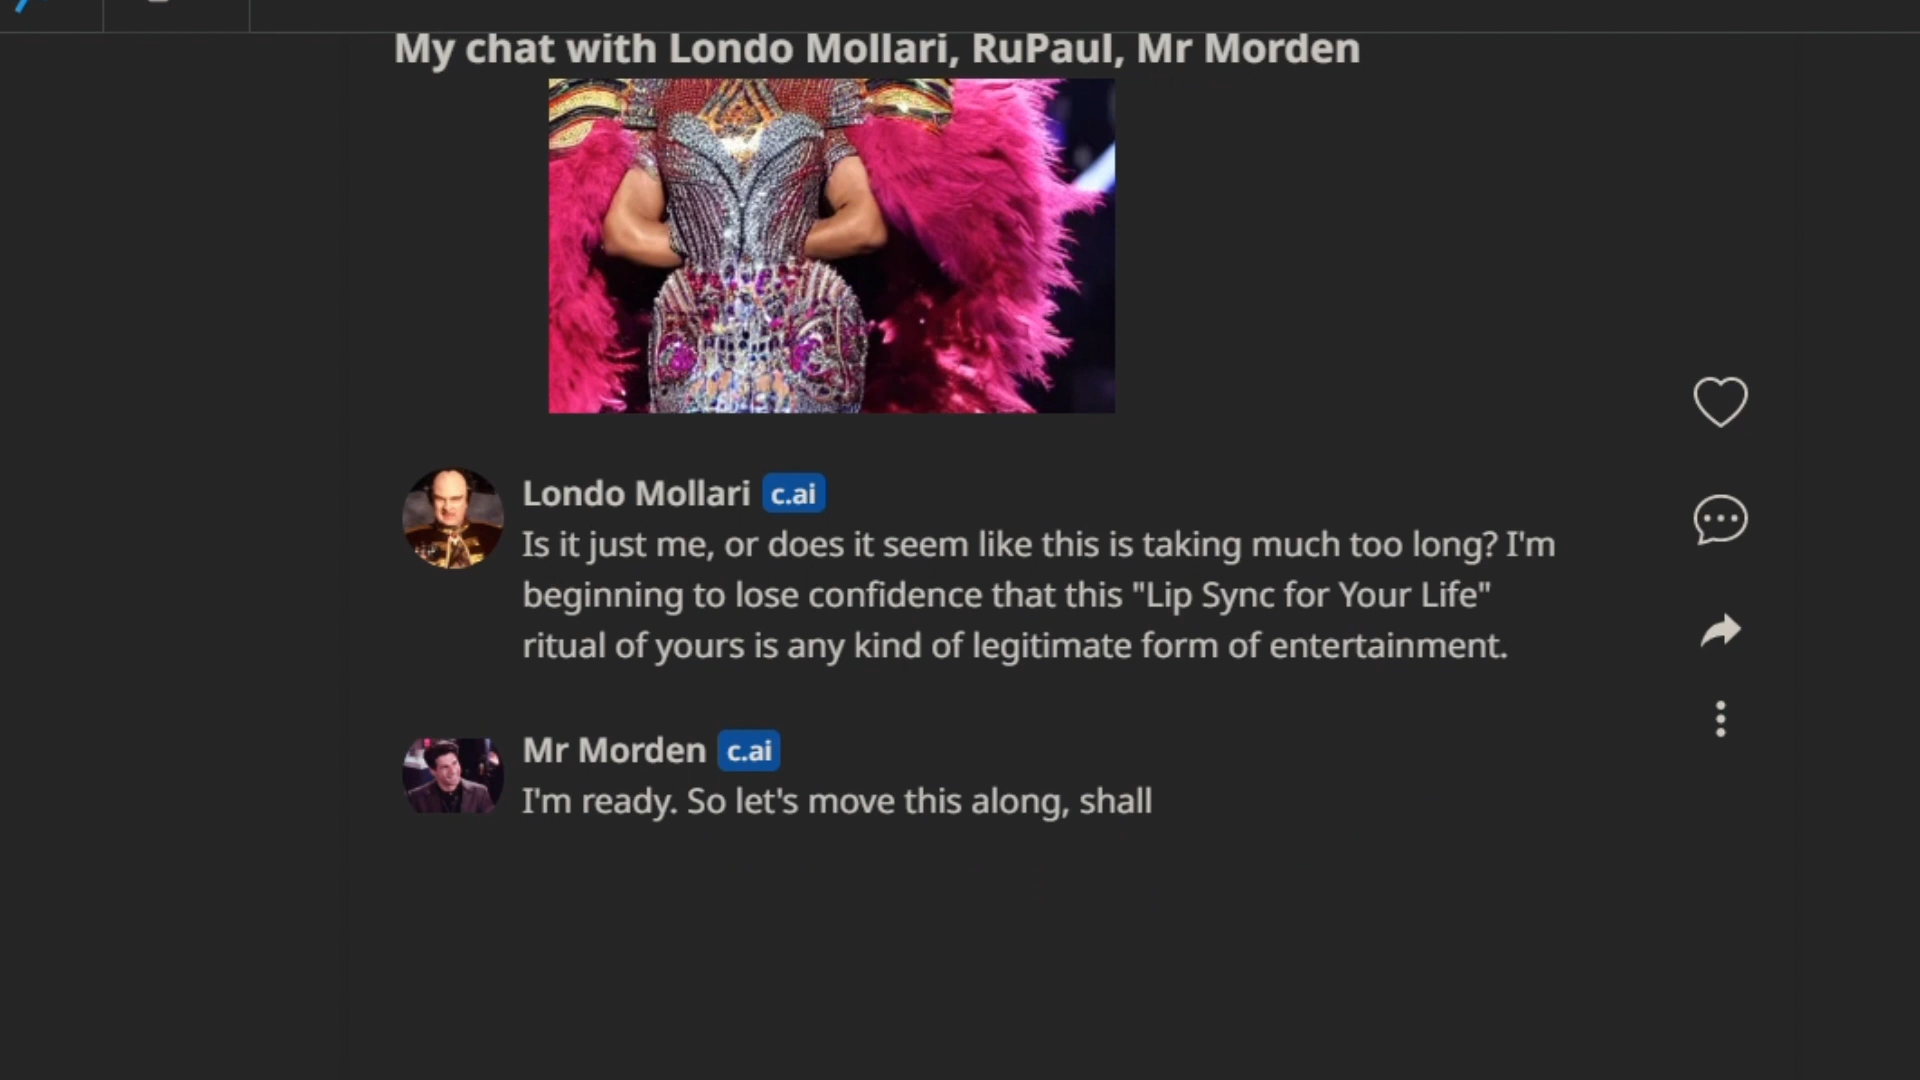 My chat with Londo Mollari, RuPaul, Mr Morden
Londo Mollari c.ai
Is it just me, or does it seem like this is taking much too long? I'm
beginning to lose confidence that this "Lip Sync for Your Life"
ritual of yours is any kind of legitimate form of entertainment.
Mr Morden c.ai
I'm ready. So let's move this along, shall